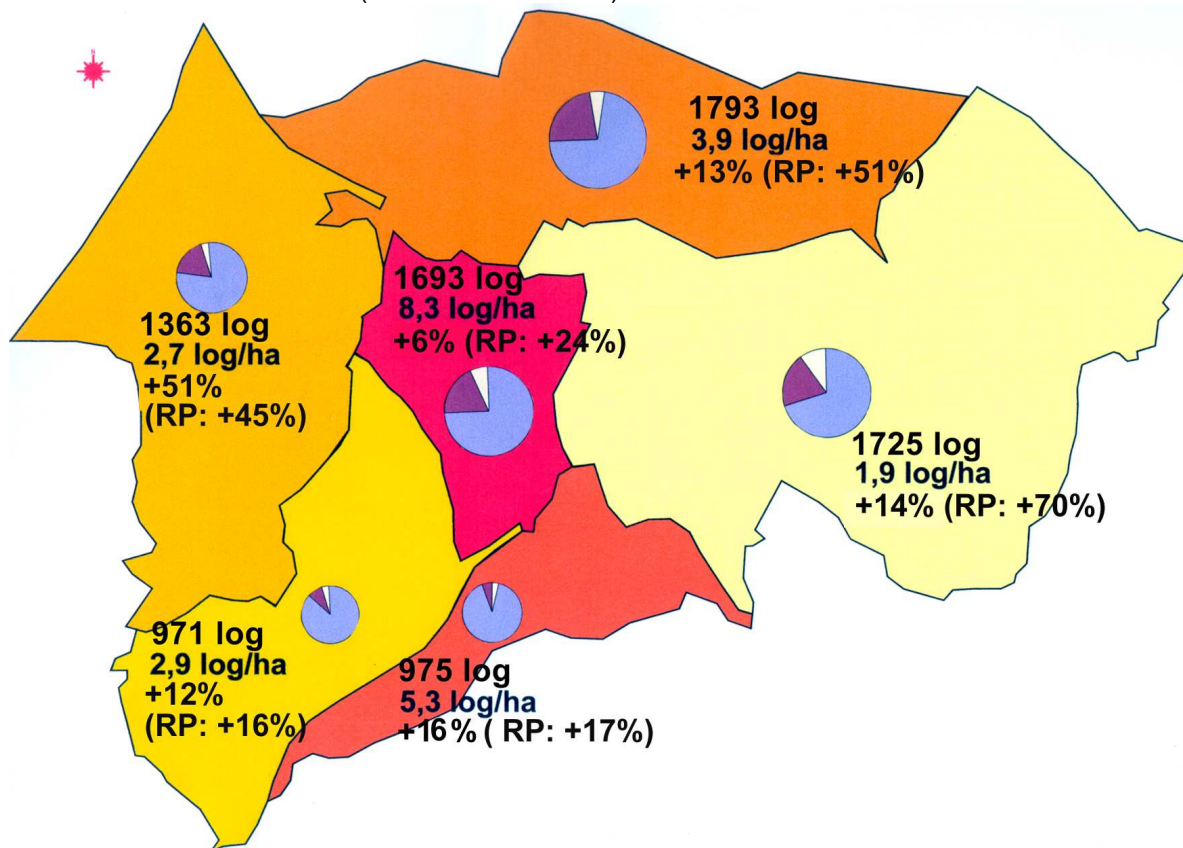 N
1793 log
3,9 log/ha
+13% (RP: +51%)
1693 log
8,3 log/ha
+6% (RP: +24%)
1363 log
2,7 log/ha
+51%
(RP: +45%)
1725 log
1,9 log/ha
+14% (RP: +70%)
971 log
2,9 log/ha
+12%
(RP: +16%)
975 log
5,3 log/ha
+16% ( RP: +17%)